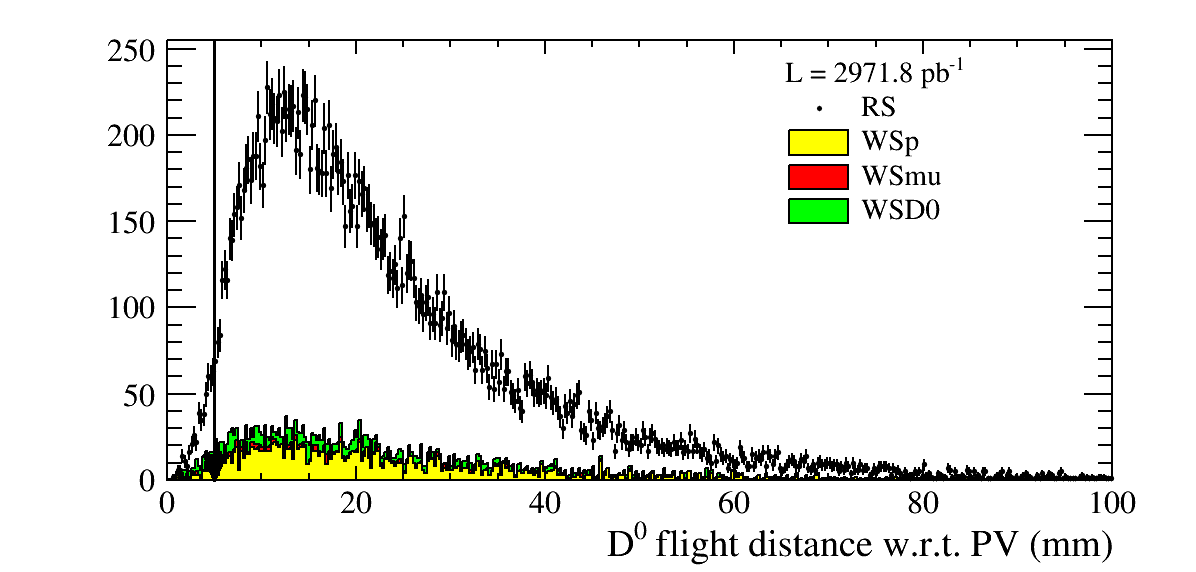 250
200
150
100
50
0
L = 2971.8 pb⁻¹
RS
WSp
WSmu
WSD0
0 20 40 60 80 100
D⁰ flight distance w.r.t. PV (mm)